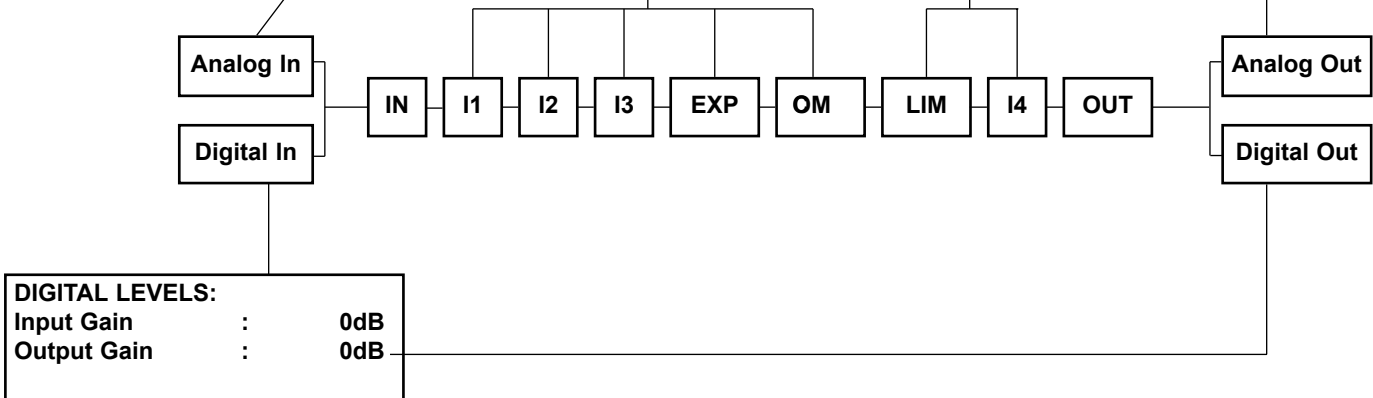 Analog In
Digital In
IN I1 I2 I3 EXP OM LIM I4 OUT
Analog Out
Digital Out
DIGITAL LEVELS:
Input Gain : 0dB
Output Gain : 0dB